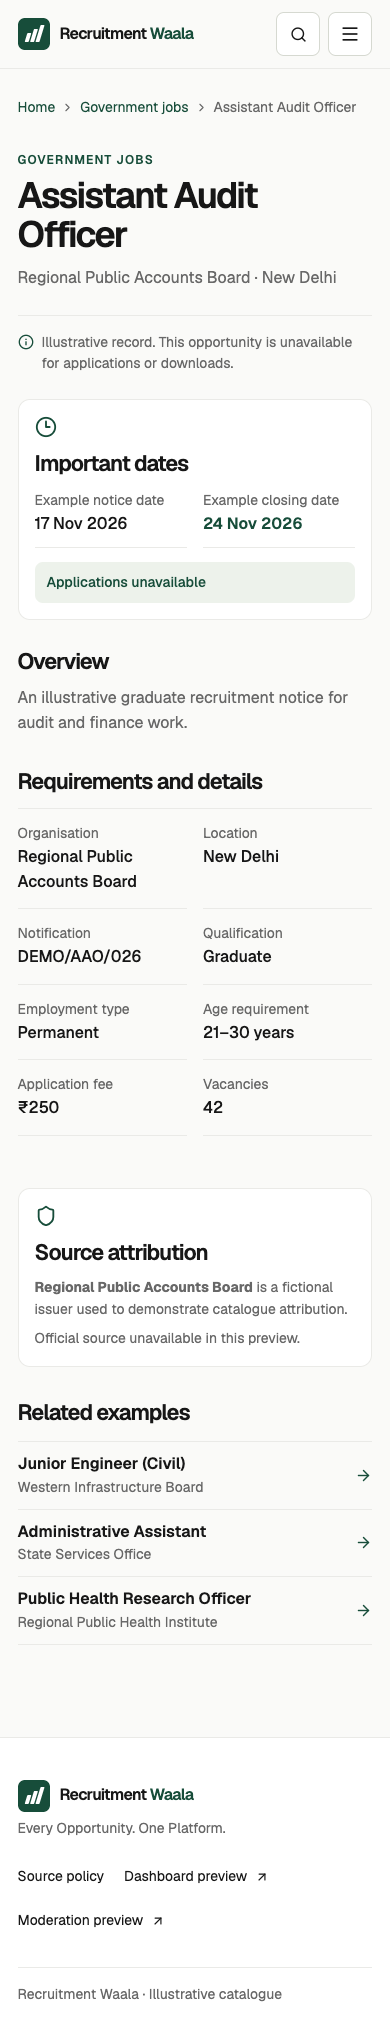 Recruitment Waala
Home > Government jobs > Assistant Audit Officer
GOVERNMENT JOBS
Assistant Audit
Officer
Regional Public Accounts Board · New Delhi
Illustrative record. This opportunity is unavailable
for applications or downloads.
Important dates
Example notice date
17 Nov 2026
Example closing date
24 Nov 2026
Applications unavailable
Overview
An illustrative graduate recruitment notice for
audit and finance work.
Requirements and details
Organisation
Regional Public
Accounts Board
Location
New Delhi
Notification
DEMO/AAO/026
Qualification
Graduate
Employment type
Permanent
Age requirement
21–30 years
Application fee
₹250
Vacancies
42
Source attribution
Regional Public Accounts Board is a fictional
issuer used to demonstrate catalogue attribution.
Official source unavailable in this preview.
Related examples
Junior Engineer (Civil)
Western Infrastructure Board
Administrative Assistant
State Services Office
Public Health Research Officer
Regional Public Health Institute
Recruitment Waala
Every Opportunity. One Platform.
Source policy Dashboard preview
Moderation preview
Recruitment Waala · Illustrative catalogue